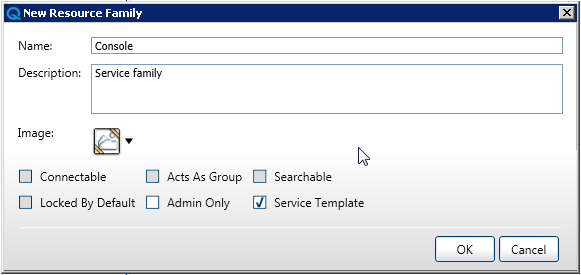 New Resource Family
Name: Console
Description: Service family
Image:
Connectable Acts As Group Searchable
Locked By Default Admin Only Service Template
OK Cancel